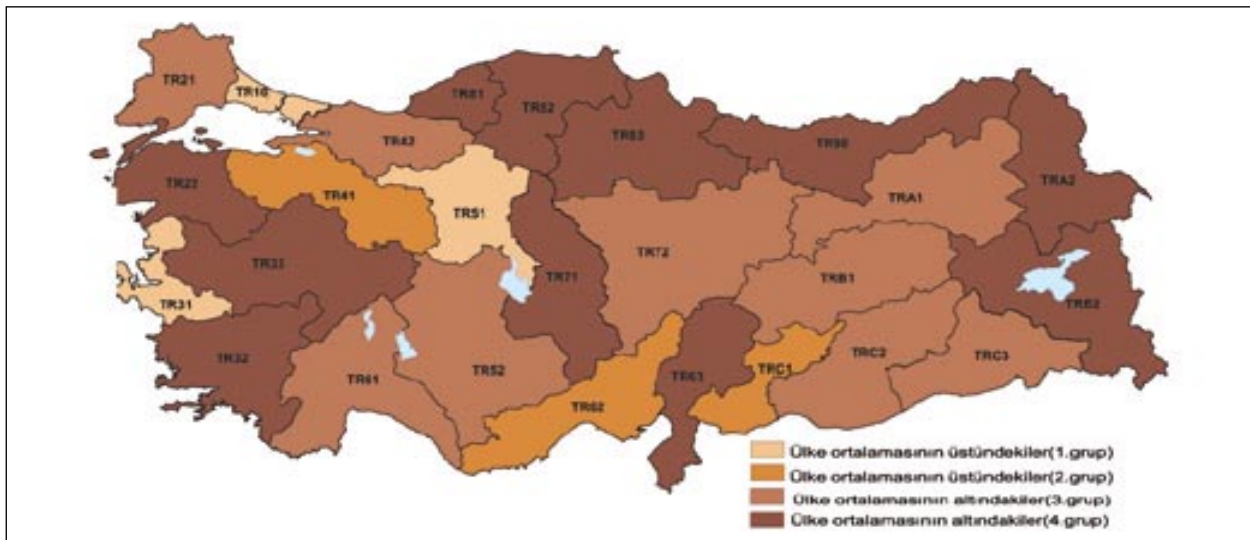 TR21
TR10
TR81
TR82
TR83
TR90
TR42
TRA1
TRA2
TR22
TR41
TR51
TR72
TR33
TR71
TRB1
TRB2
TR31
TR32
TR61
TR52
TR63
TRC1
TRC2
TRC3
TR62
Ülke ortalamasının üstündekiler(1.grup)
Ülke ortalamasının üstündekiler(2.grup)
Ülke ortalamasının altındakiler(3.grup)
Ülke ortalamasının altındakiler(4.grup)